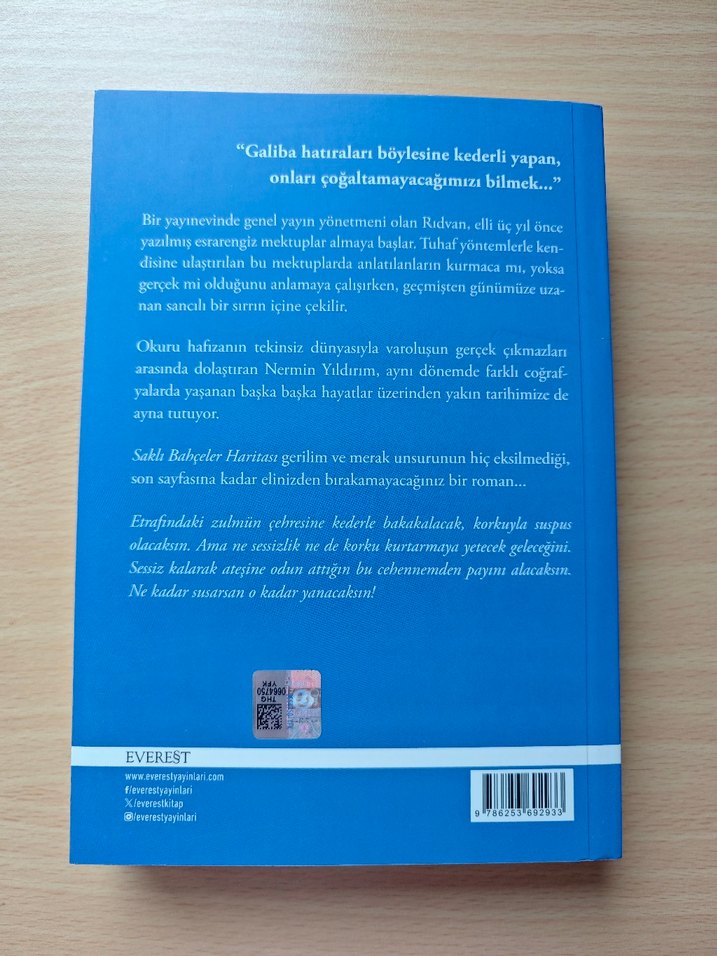 “Galiba hatıraları böylesine kederli yapan,
onları çoğaltamayacağımızı bilmek...”
Bir yayınevinde genel yayın yönetmeni olan Rıdvan, elli üç yıl önce
yazılmış esrarengiz mektuplar almaya başlar. Tuhaf yöntemlerle ken-
disine ulaştırılan bu mektuplarda anlatılanların kurmaca mı, yoksa
gerçek mi olduğunu anlamaya çalışırken, geçmişten günümüze uza-
nan sancılı bir sırrın içine çekilir.
Okuru hafızanın tekinsiz dünyasıyla varoluşun gerçek çıkmazları
arasında dolaştıran Nermin Yıldırım, aynı dönemde farklı coğraf-
yalarda yaşanan başka başka hayatlar üzerinden yakın tarihimize de
ayna tutuyor.
Saklı Bahçeler Haritası gerilim ve merak unsurunun hiç eksilmediği,
son sayfasına kadar elinizden bırakamayacağınız bir roman...
Etrafındaki zulmün çehresine kederle bakakalacak, korkuyla suspus
olacaksın. Ama ne sessizlik ne de korku kurtarmaya yetecek geleceğini.
Sessiz kalarak ateşine odun attığın bu cehennemden payını alacaksın.
Ne kadar susarsan o kadar yanacaksın!
THG
0664750
YFK
EVEREST
www.everestyayinlari.com
f/everestyayinlari
X/everestkitap
/everestyayinlari
9 786253 692933